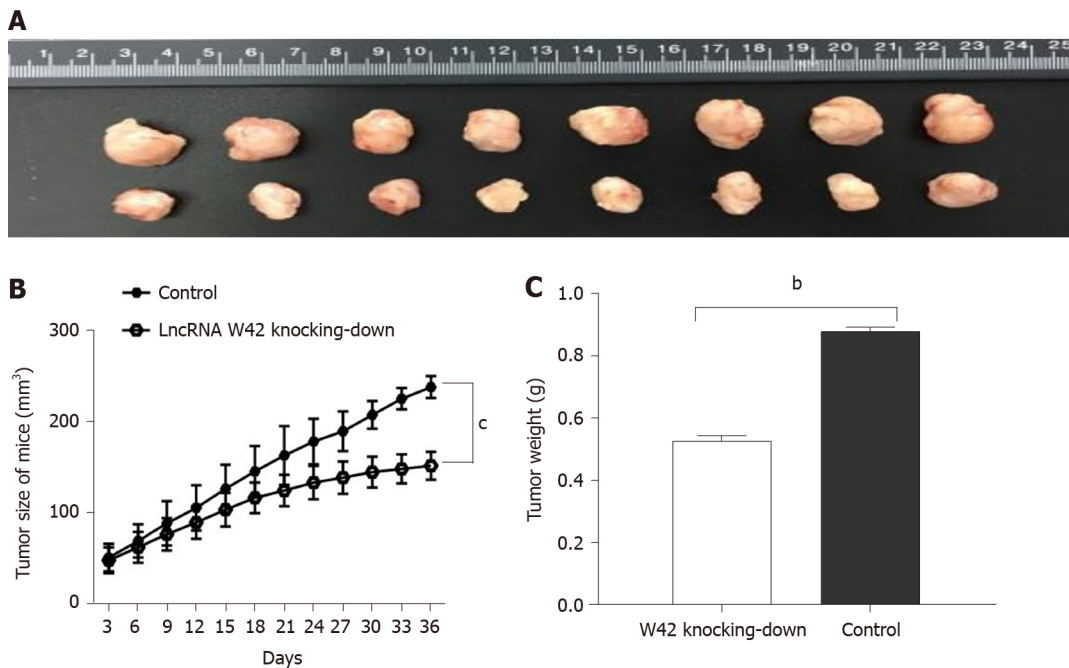 A
1 2 3 4 5 6 7 8 9 10 11 12 13 14 15 16 17 18 19 20 21 22 23 24 25
B
Control
LncRNA W42 knocking-down
300
200
100
0
Tumor size of mice (mm³)
c
3 6 9 12 15 18 21 24 27 30 33 36
Days
C
b
1.0
0.8
0.6
0.4
0.2
0.0
Tumor weight (g)
W42 knocking-down Control